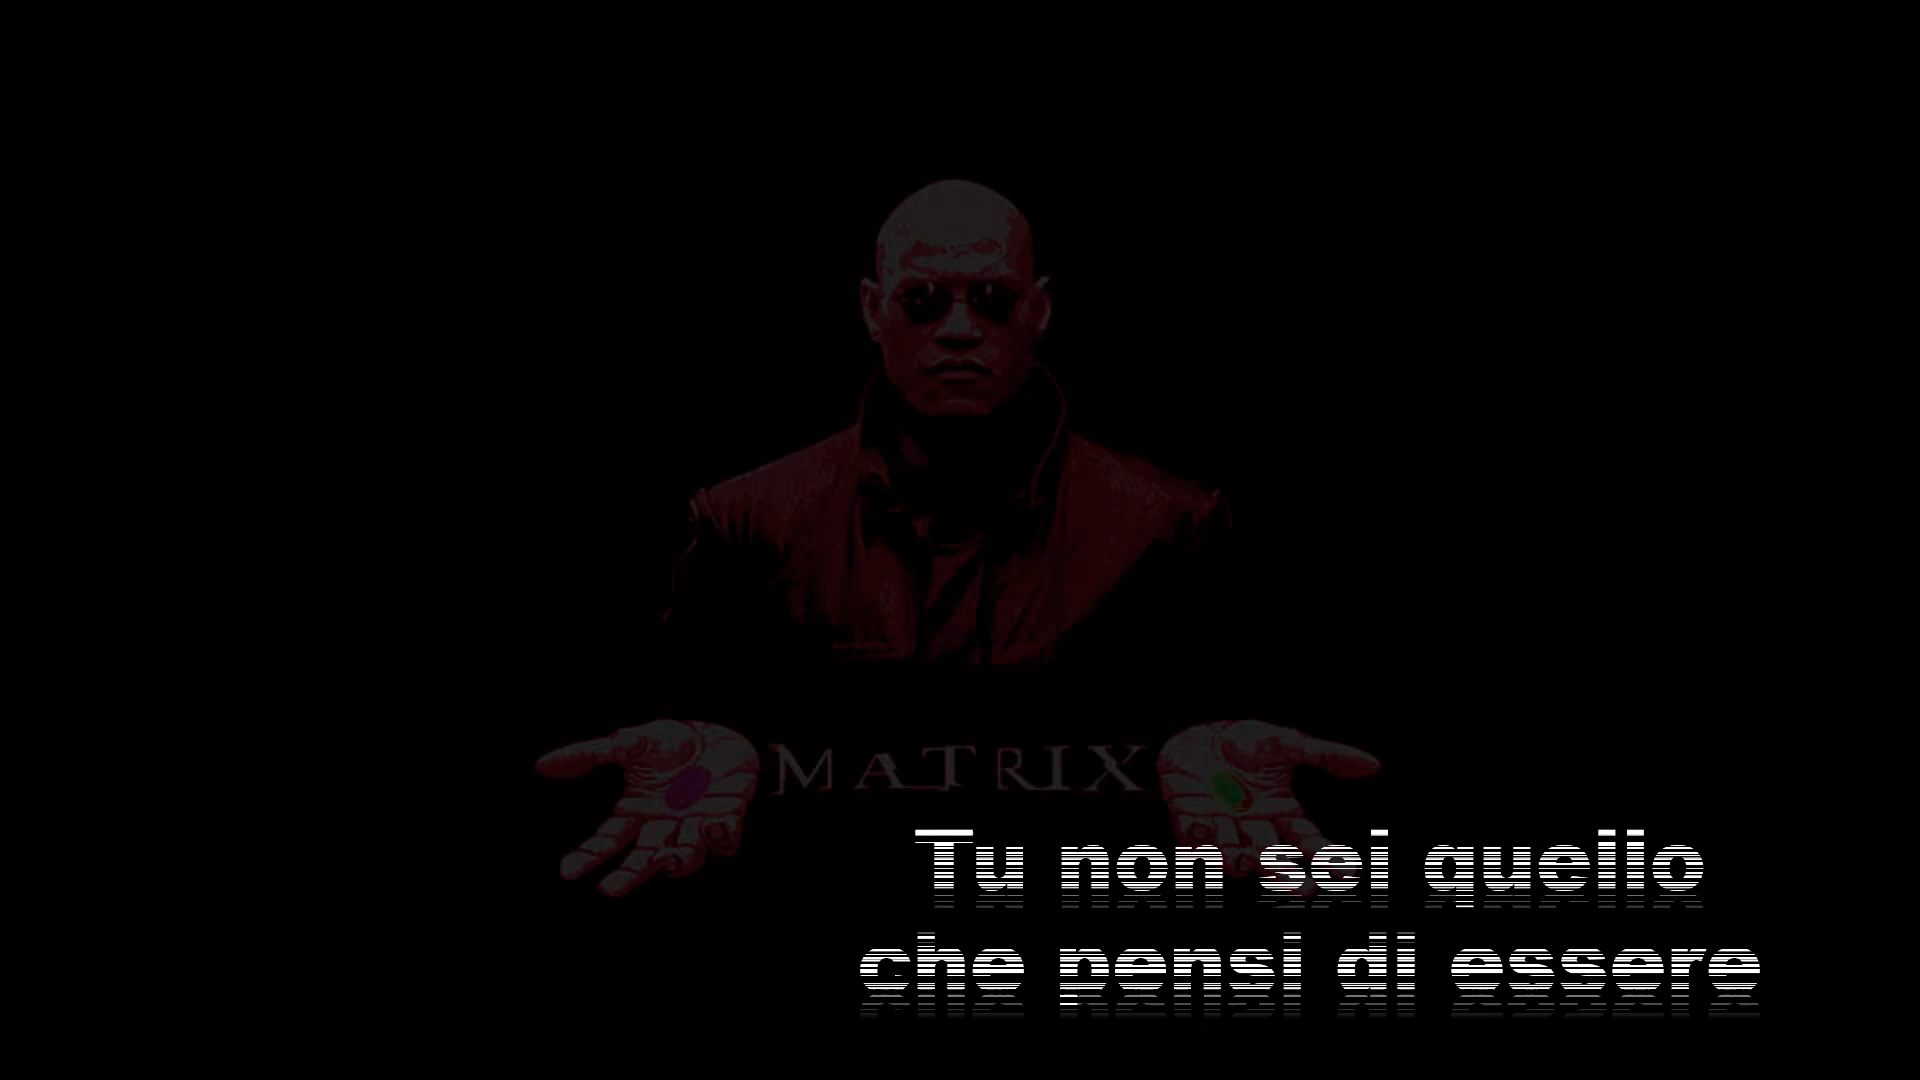 MATRIX
Tu non sei quello
che pensi di essere